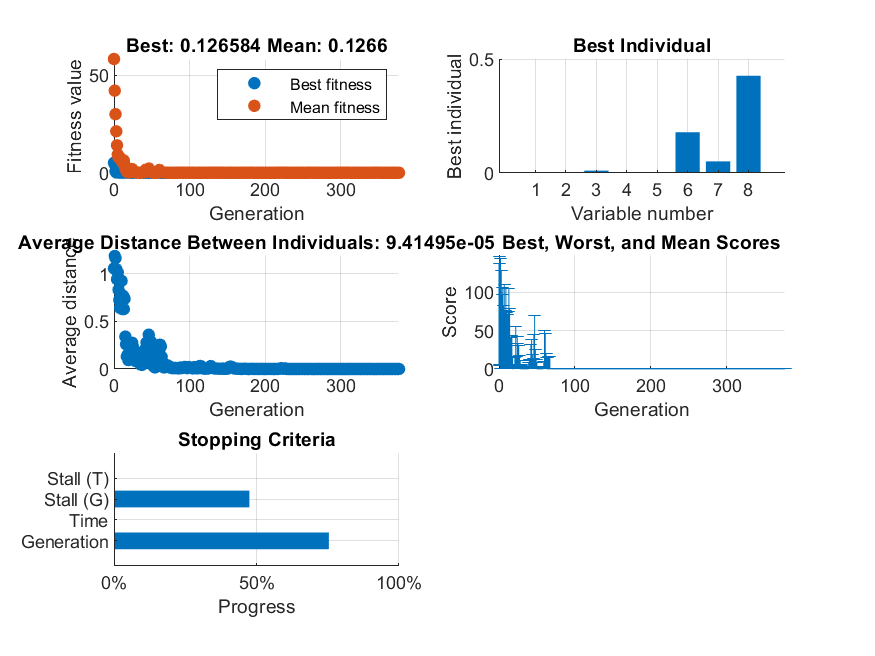 Best: 0.126584 Mean: 0.1266
Fitness value
50
0
Best fitness
Mean fitness
0 100 200 300
Generation
Best Individual
Best individual
0.5
0
1 2 3 4 5 6 7 8
Variable number
Average Distance Between Individuals: 9.41495e-05
Average distance
1
0.5
0
0 100 200 300
Generation
Best, Worst, and Mean Scores
Score
100
50
0
0 100 200 300
Generation
Stopping Criteria
Stall (T)
Stall (G)
Time
Generation
0% 50% 100%
Progress